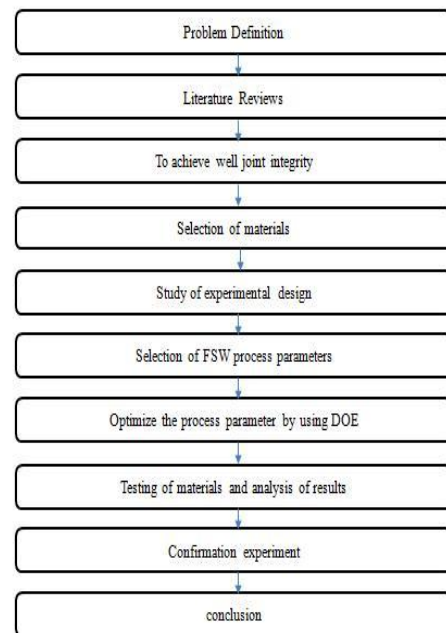 Problem Definition
Literature Reviews
To achieve well joint integrity
Selection of materials
Study of experimental design
Selection of FSW process parameters
Optimize the process parameter by using DOE
Testing of materials and analysis of results
Confirmation experiment
conclusion